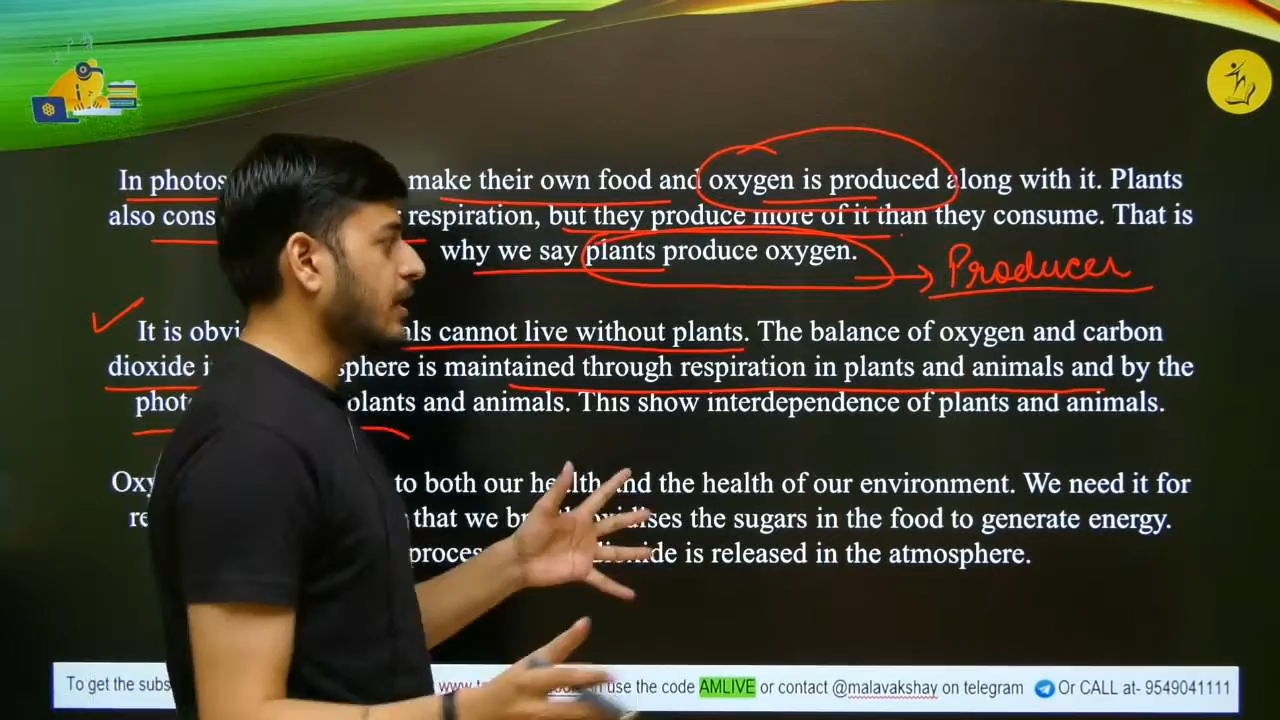 In photos make their own food and oxygen is produced along with it. Plants
also cons respiration, but they produce more of it than they consume. That is
why we say plants produce oxygen.
Producer
It is obvi als cannot live without plants. The balance of oxygen and carbon
dioxide i sphere is maintained through respiration in plants and animals and by the
phot plants and animals. This show interdependence of plants and animals.
Oxy to both our health and the health of our environment. We need it for
re that we br oxidises the sugars in the food to generate energy.
proces dioxide is released in the atmosphere.
To get the subs use the code AMLIVE or contact @malavakshay on telegram Or CALL at- 9549041111